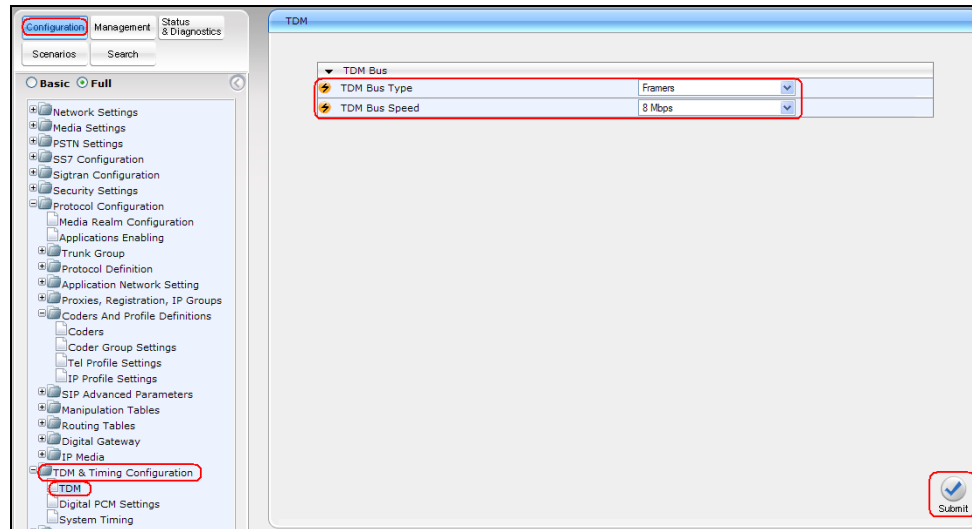 Configuration
Management
Status
& Diagnostics
Scenarios
Search
Basic
Full
Network Settings
Media Settings
PSTN Settings
SS7 Configuration
Sigtran Configuration
Security Settings
Protocol Configuration
Media Realm Configuration
Applications Enabling
Trunk Group
Protocol Definition
Application Network Setting
Proxies, Registration, IP Groups
Coders And Profile Definitions
Coders
Coder Group Settings
Tel Profile Settings
IP Profile Settings
SIP Advanced Parameters
Manipulation Tables
Routing Tables
Digital Gateway
IP Media
TDM & Timing Configuration
TDM
Digital PCM Settings
System Timing
TDM
TDM Bus
TDM Bus Type Framers
TDM Bus Speed 8 Mbps
Submit